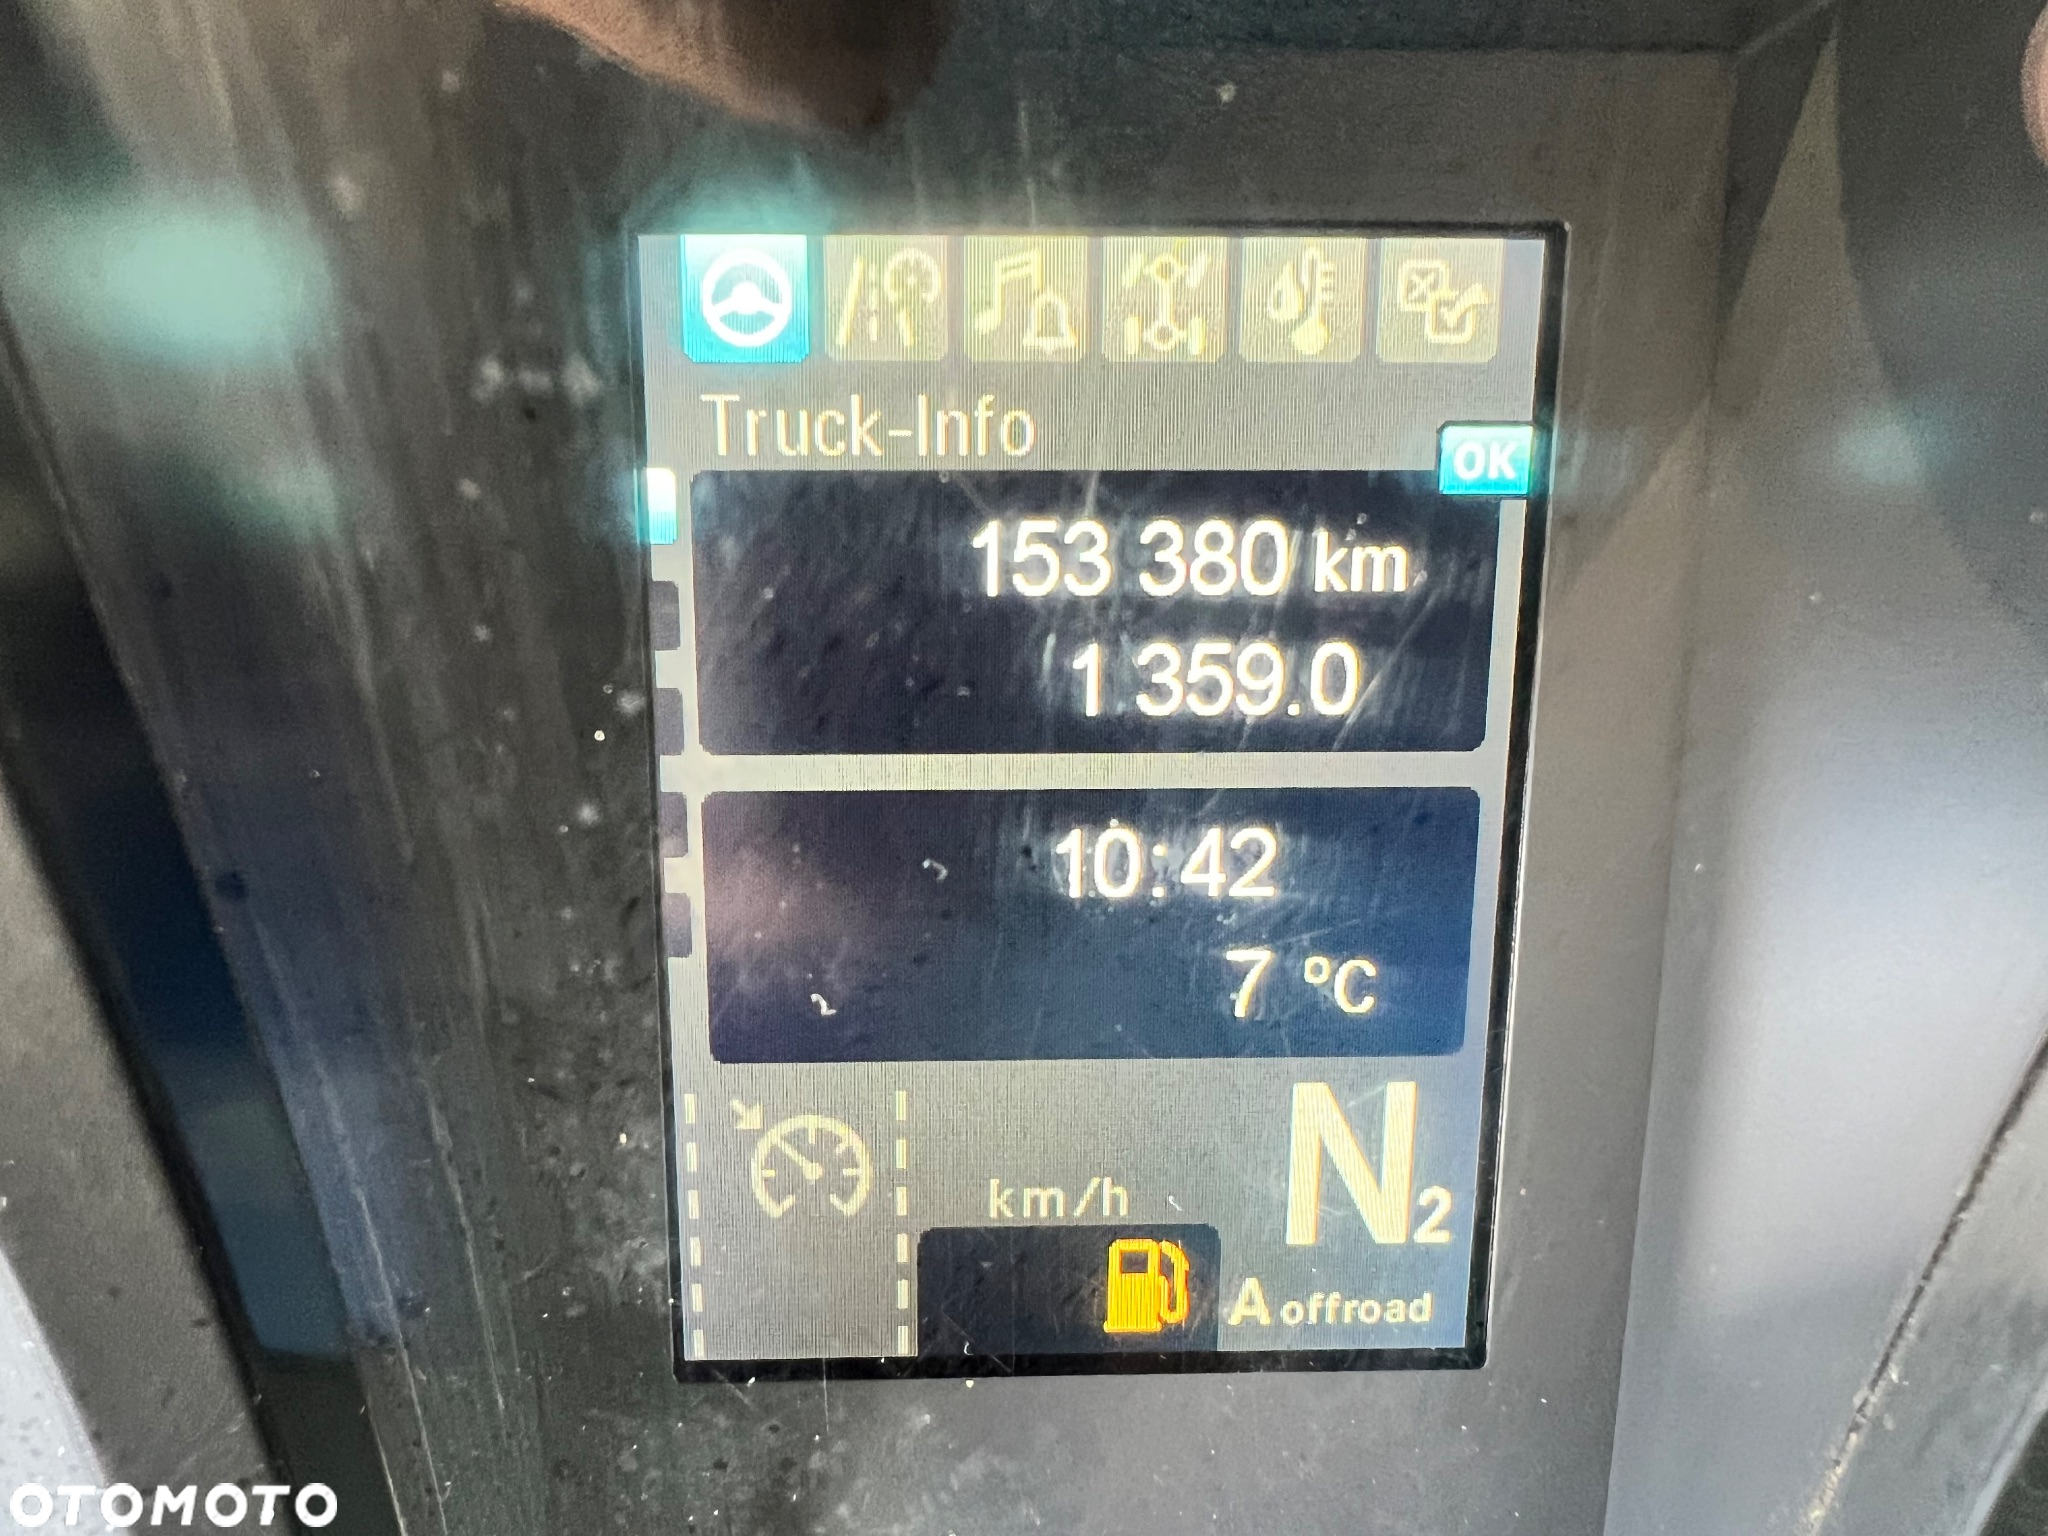 Truck-Info
OK
153 380 km
1 359.0
10:42
7 °C
N2
km/h
A offroad
OTOMOTO